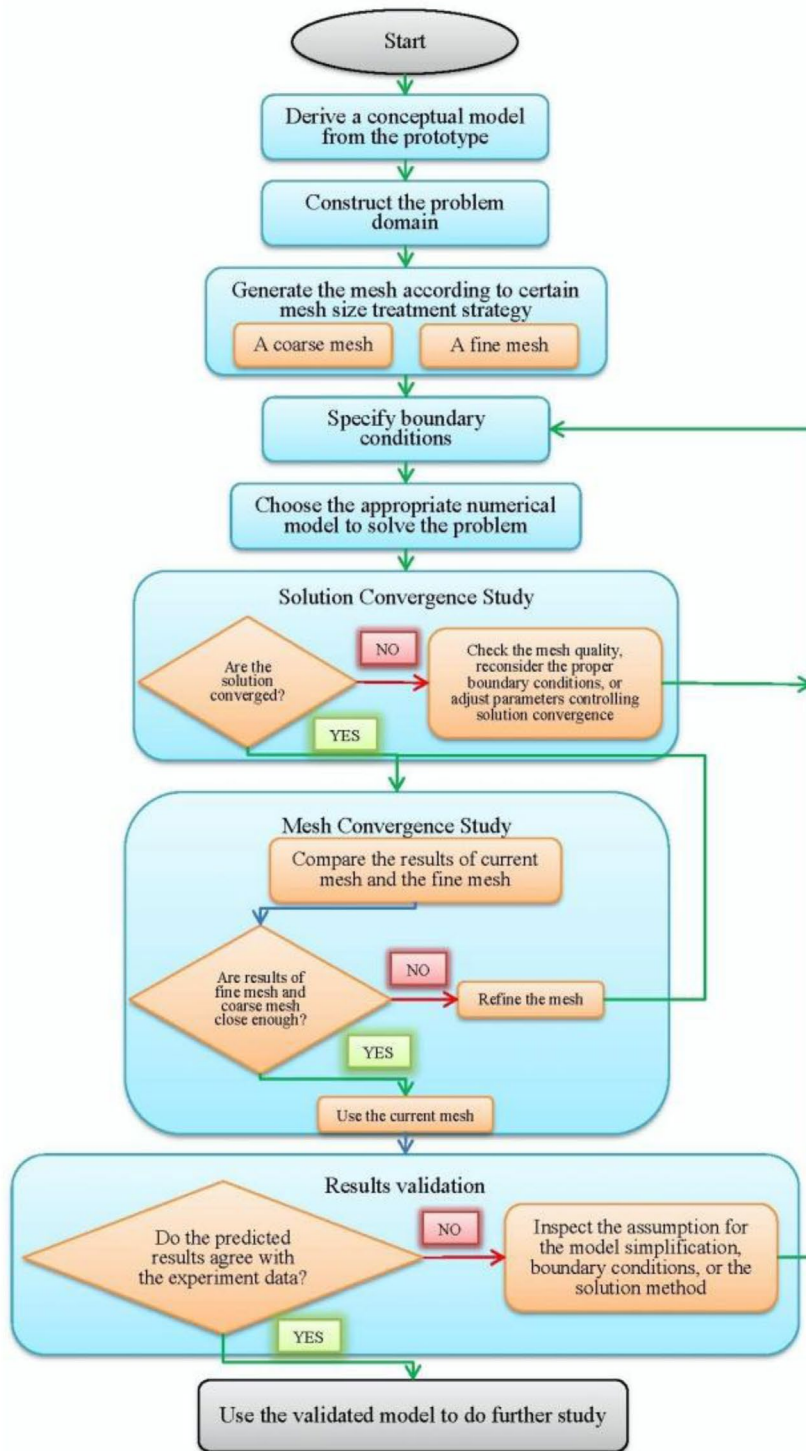 Start
Derive a conceptual model
from the prototype
Construct the problem
domain
Generate the mesh according to certain
mesh size treatment strategy
A coarse mesh
A fine mesh
Specify boundary
conditions
Choose the appropriate numerical
model to solve the problem
Solution Convergence Study
Are the
solution
converged?
NO
Check the mesh quality,
reconsider the proper
boundary conditions, or
adjust parameters controlling
solution convergence
YES
Mesh Convergence Study
Compare the results of current
mesh and the fine mesh
Are results of
fine mesh and
coarse mesh
close enough?
NO
Refine the mesh
YES
Use the current mesh
Results validation
Do the predicted
results agree with
the experiment data?
NO
Inspect the assumption for
the model simplification,
boundary conditions, or the
solution method
YES
Use the validated model to do further study